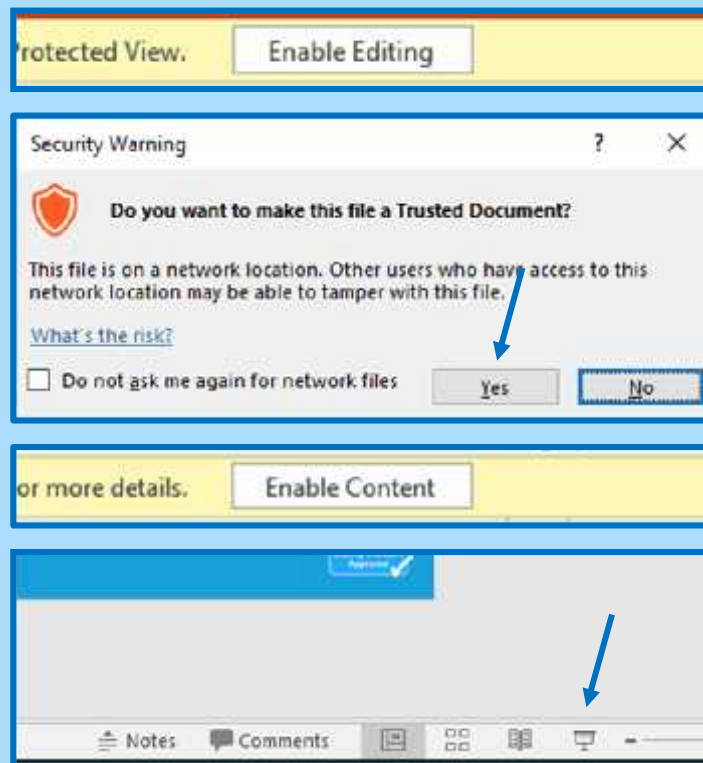 Protected View. Enable Editing
Security Warning ? ×
Do you want to make this file a Trusted Document?
This file is on a network location. Other users who have access to this
network location may be able to tamper with this file.
What's the risk?
Do not ask me again for network files Yes No
or more details. Enable Content
Notes Comments